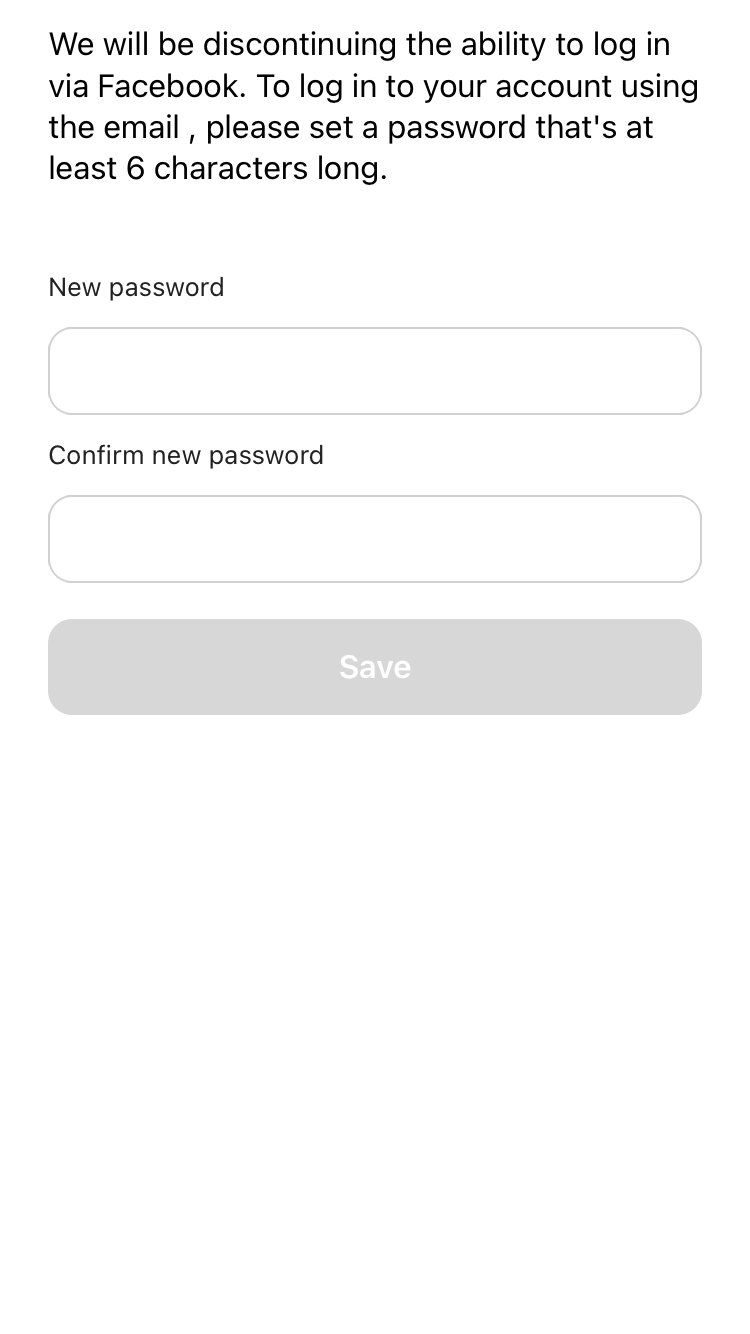 We will be discontinuing the ability to log in
via Facebook. To log in to your account using
the email , please set a password that's at
least 6 characters long.
New password
Confirm new password
Save